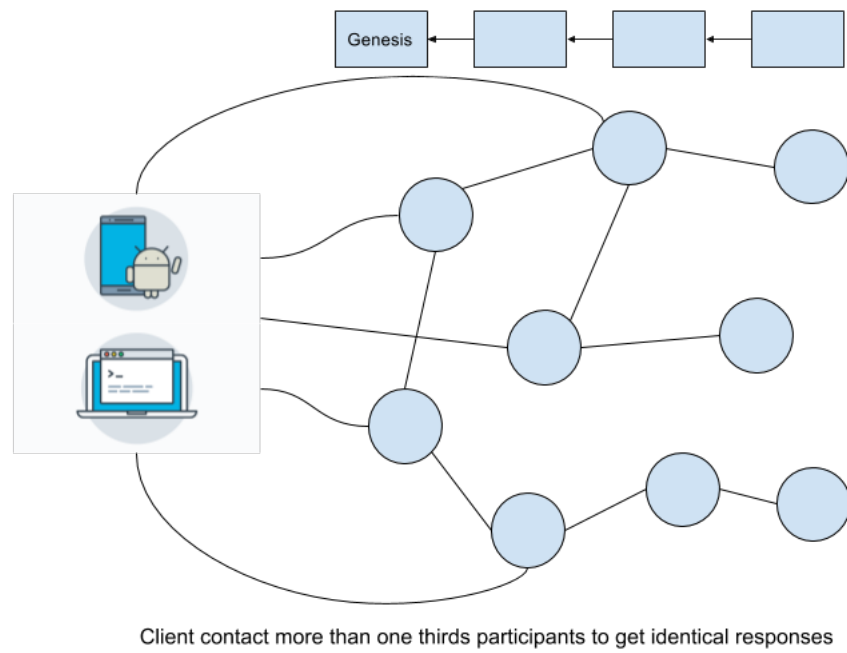 Genesis
>_
Client contact more than one thirds participants to get identical responses